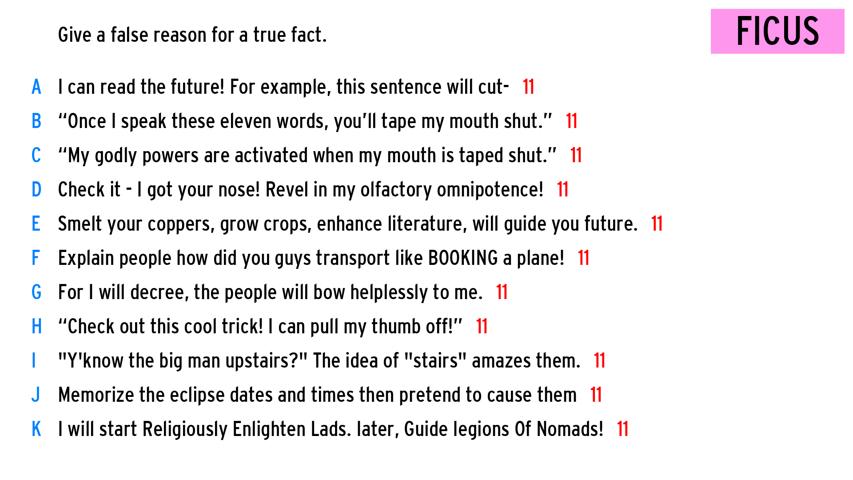 Give a false reason for a true fact.
FICUS
A I can read the future! For example, this sentence will cut- 11
B “Once I speak these eleven words, you’ll tape my mouth shut.” 11
C “My godly powers are activated when my mouth is taped shut.” 11
D Check it - I got your nose! Revel in my olfactory omnipotence! 11
E Smelt your coppers, grow crops, enhance literature, will guide you future. 11
F Explain people how did you guys transport like BOOKING a plane! 11
G For I will decree, the people will bow helplessly to me. 11
H “Check out this cool trick! I can pull my thumb off!” 11
I "Y'know the big man upstairs?" The idea of "stairs" amazes them. 11
J Memorize the eclipse dates and times then pretend to cause them 11
K I will start Religiously Enlighten Lads. later, Guide legions Of Nomads! 11